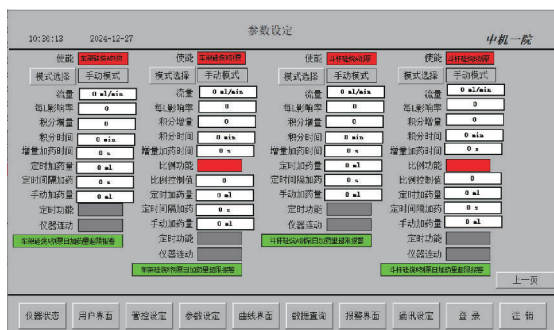 参数设定
10:36:13 2024-12-27
中机一院
使能
模式选择 手动模式
流量 0 ml/min
每L影响率 0
积分增量 0
积分时间 0 min
增量加药时间 0 s
定时加药量 0 ml
定时间隔加药 0 s
手动加药量 0 ml
定时功能
仪器连动
使能
模式选择 手动模式
流量 0 ml/min
每L影响率 0
积分增量 0
积分时间 0 min
增量加药时间 0 s
比例功能
比例控制值 0
定时加药量 0 ml
定时间隔加药 0 s
手动加药量 0 ml
定时功能
仪器连动
使能
模式选择 手动模式
流量 0 ml/min
每L影响率 0
积分增量 0
积分时间 0 min
增量加药时间 0 s
定时加药量 0 ml
定时间隔加药 0 s
手动加药量 0 ml
定时功能
仪器连动
使能
模式选择 手动模式
流量 0 ml/min
每L影响率 0
积分增量 0
积分时间 0 min
增量加药时间 0 s
比例功能
比例控制值 0
定时加药量 0 ml
定时间隔加药 0 s
手动加药量 0 ml
定时功能
仪器连动
上一页
仪器状态 用户界面 管控设定 参数设定 曲线界面 数据查询 报警界面 通讯设定 登录 注销